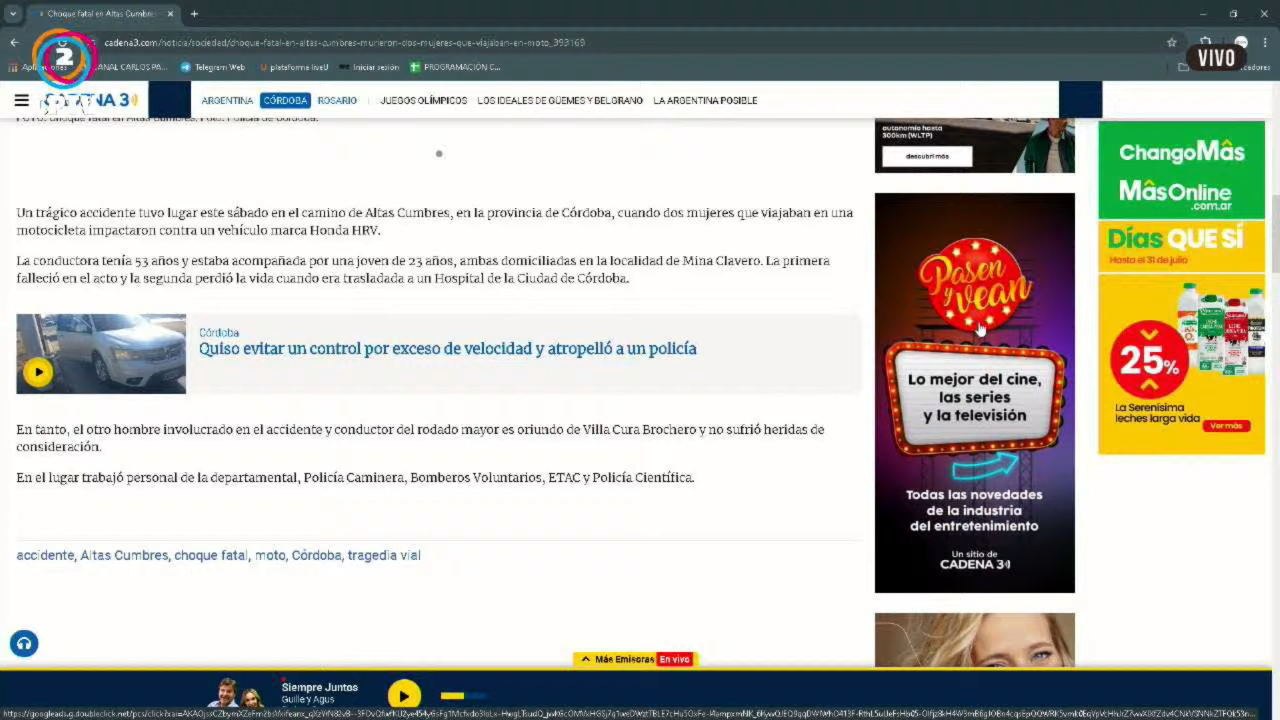 Choque fatal en Altas Cumbres
cadena3.com/noticia/sociedad/choque-fatal-en-altas-cumbres-murieron-dos-mujeres-que-viajaban-en-moto_393169
CANAL CARLOS PA...
Telegram Web
plataforma liveU
Iniciar sesión
PROGRAMACION C...
2
VIVO
CADENA 3
ARGENTINA
CÓRDOBA
ROSARIO
JUEGOS OLÍMPICOS
LOS IDEALES DE GÜEMES Y BELGRANO
LA ARGENTINA POSIBLE
FOTO: Choque fatal en Altas Cumbres. Foto: Policía de Córdoba.
Un trágico accidente tuvo lugar este sábado en el camino de Altas Cumbres, en la provincia de Córdoba, cuando dos mujeres que viajaban en una
motocicleta impactaron contra un vehículo marca Honda HRV.
La conductora tenía 53 años y estaba acompañada por una joven de 23 años, ambas domiciliadas en la localidad de Mina Clavero. La primera
falleció en el acto y la segunda perdió la vida cuando era trasladada a un Hospital de la Ciudad de Córdoba.
Córdoba
Quiso evitar un control por exceso de velocidad y atropelló a un policía
En tanto, el otro hombre involucrado en el accidente y conductor del Honda es oriundo de Villa Cura Brochero y no sufrió heridas de
consideración.
En el lugar trabajó personal de la departamental, Policía Caminera, Bomberos Voluntarios, ETAC y Policía Científica.
accidente, Altas Cumbres, choque fatal, moto, Córdoba, tragedia vial
autonomía hasta
300km (WLTP)
descubrí más
Pasen
y vean
Lo mejor del cine,
las series
y la televisión
Todas las novedades
de la industria
del entretenimiento
Un sitio de
CADENA 3
ChangoMâs
MâsOnline
.com.ar
Días QUE SÍ
Hasta el 31 de julio
25%
La Serenísima
leches larga vida
Ver más
Más Emisoras
En vivo
Siempre Juntos
Guille y Agus